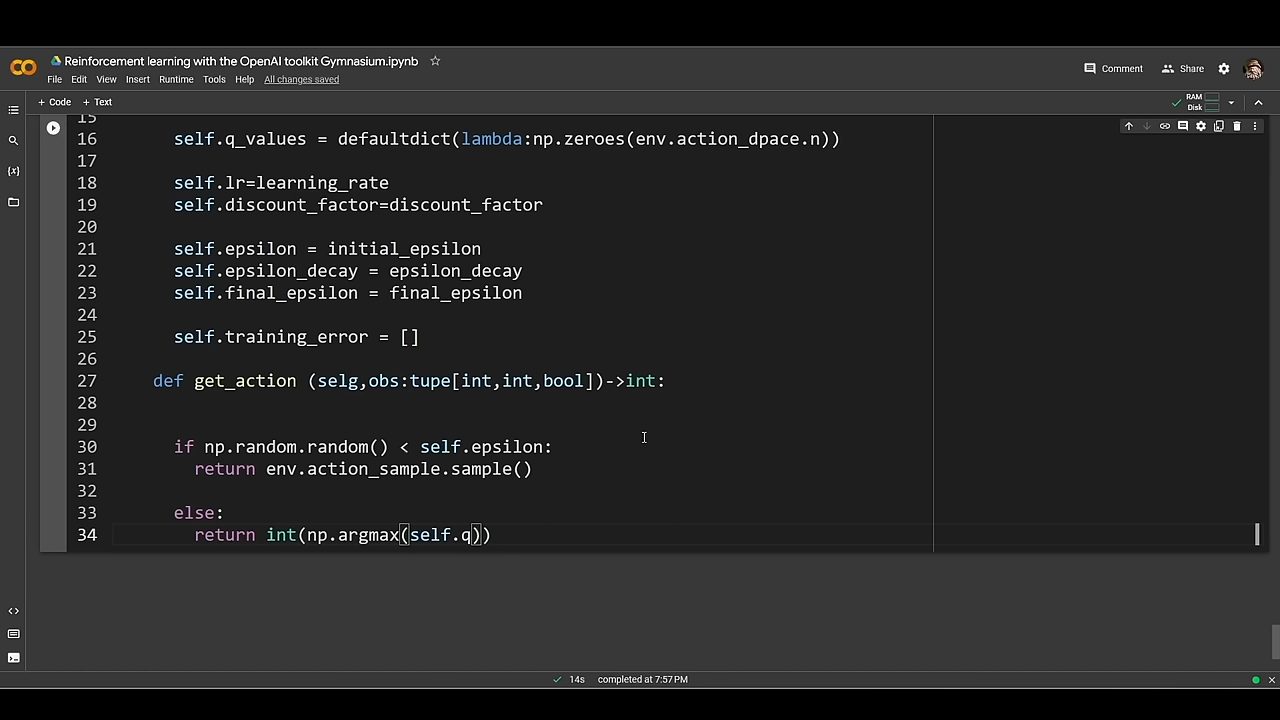 Reinforcement learning with the OpenAI toolkit Gymnasium.ipynb
File Edit View Insert Runtime Tools Help All changes saved
Comment Share
+ Code + Text
RAM
Disk
15
16 self.q_values = defaultdict(lambda:np.zeroes(env.action_dpace.n))
17
18 self.lr=learning_rate
19 self.discount_factor=discount_factor
20
21 self.epsilon = initial_epsilon
22 self.epsilon_decay = epsilon_decay
23 self.final_epsilon = final_epsilon
24
25 self.training_error = []
26
27 def get_action (selg,obs:tupe[int,int,bool])->int:
28
29
30 if np.random.random() < self.epsilon:
31 return env.action_sample.sample()
32
33 else:
34 return int(np.argmax(self.q))
14s completed at 7:57 PM